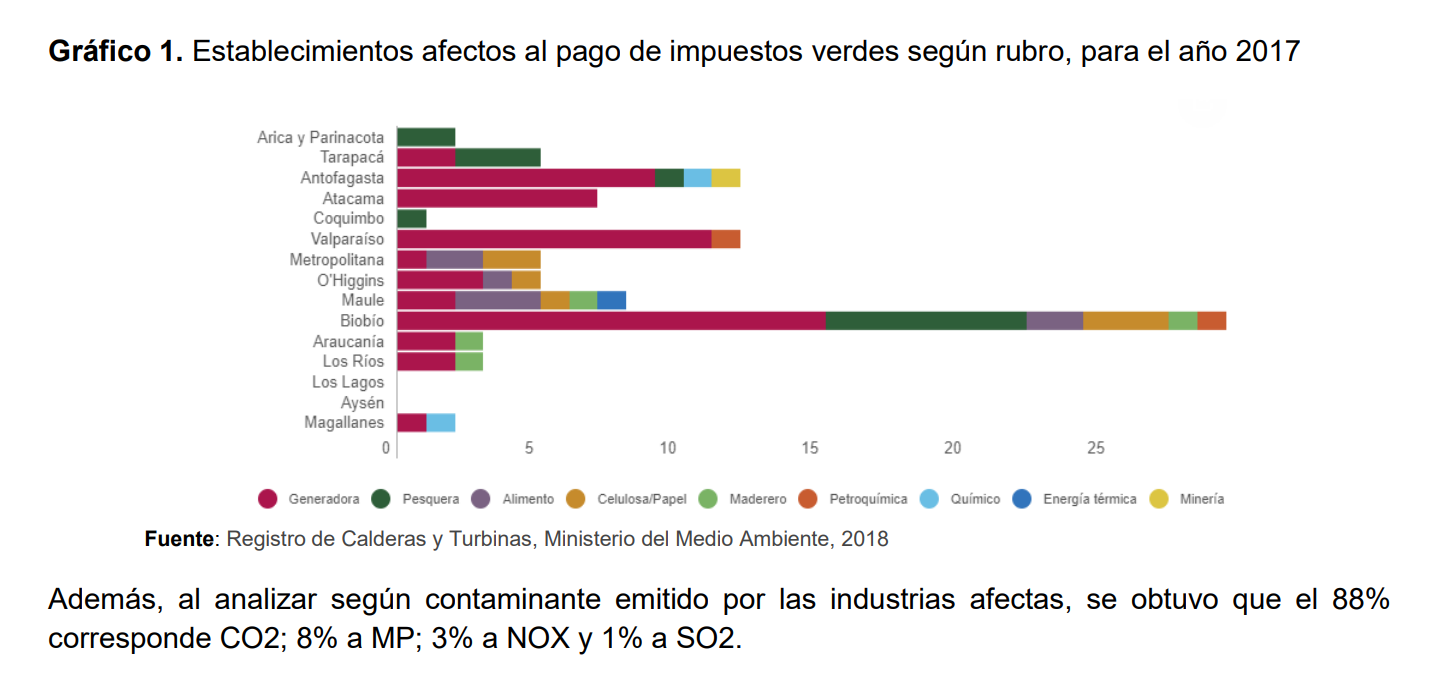 Gráfico 1. Establecimientos afectos al pago de impuestos verdes según rubro, para el año 2017
Arica y Parinacota
Tarapacá
Antofagasta
Atacama
Coquimbo
Valparaíso
Metropolitana
O'Higgins
Maule
Biobío
Araucanía
Los Ríos
Los Lagos
Aysén
Magallanes
0 5 10 15 20 25
Generadora Pesquera Alimento Celulosa/Papel Maderero Petroquímica Químico Energía térmica Minería
Fuente: Registro de Calderas y Turbinas, Ministerio del Medio Ambiente, 2018
Además, al analizar según contaminante emitido por las industrias afectas, se obtuvo que el 88%
corresponde CO2; 8% a MP; 3% a NOX y 1% a SO2.